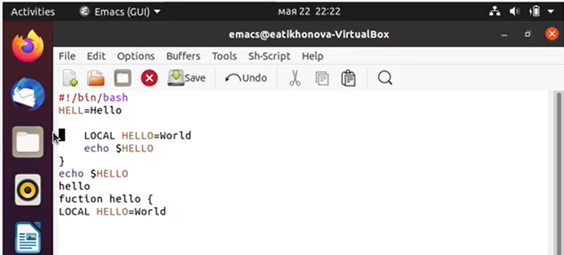 Activities Emacs (GUI) мая 22 22:22
emacs@eatikhonova-VirtualBox
File Edit Options Buffers Tools Sh-Script Help
Save Undo
#!/bin/bash
HELL=Hello
LOCAL HELLO=World
echo $HELLO
}
echo $HELLO
hello
fuction hello {
LOCAL HELLO=World